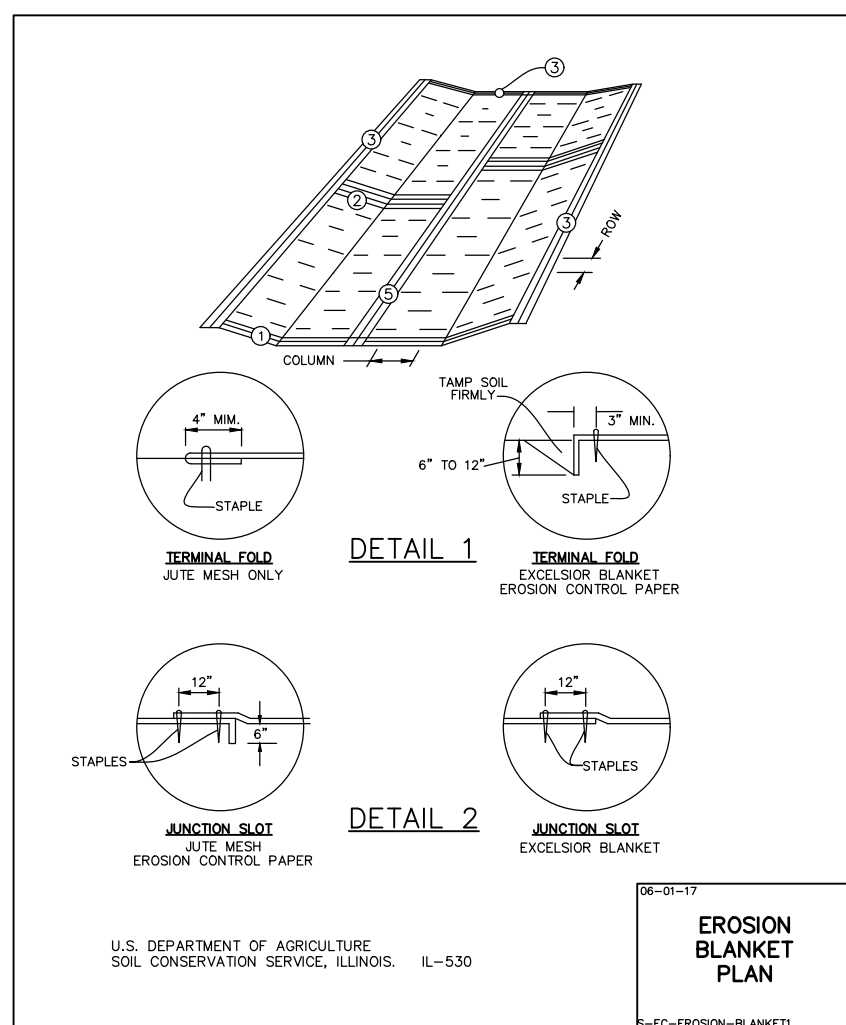 3
3
2
3
ROW
5
1
COLUMN
TAMP SOIL
FIRMLY
4" MIM.
3" MIN.
6" TO 12"
STAPLE
STAPLE
DETAIL 1
TERMINAL FOLD
JUTE MESH ONLY
TERMINAL FOLD
EXCELSIOR BLANKET
EROSION CONTROL PAPER
12"
6"
STAPLES
12"
STAPLES
DETAIL 2
JUNCTION SLOT
JUTE MESH
EROSION CONTROL PAPER
JUNCTION SLOT
EXCELSIOR BLANKET
06-01-17
EROSION
BLANKET
PLAN
U.S. DEPARTMENT OF AGRICULTURE
SOIL CONSERVATION SERVICE, ILLINOIS. IL-530
S-EC-EROSION-BLANKET1